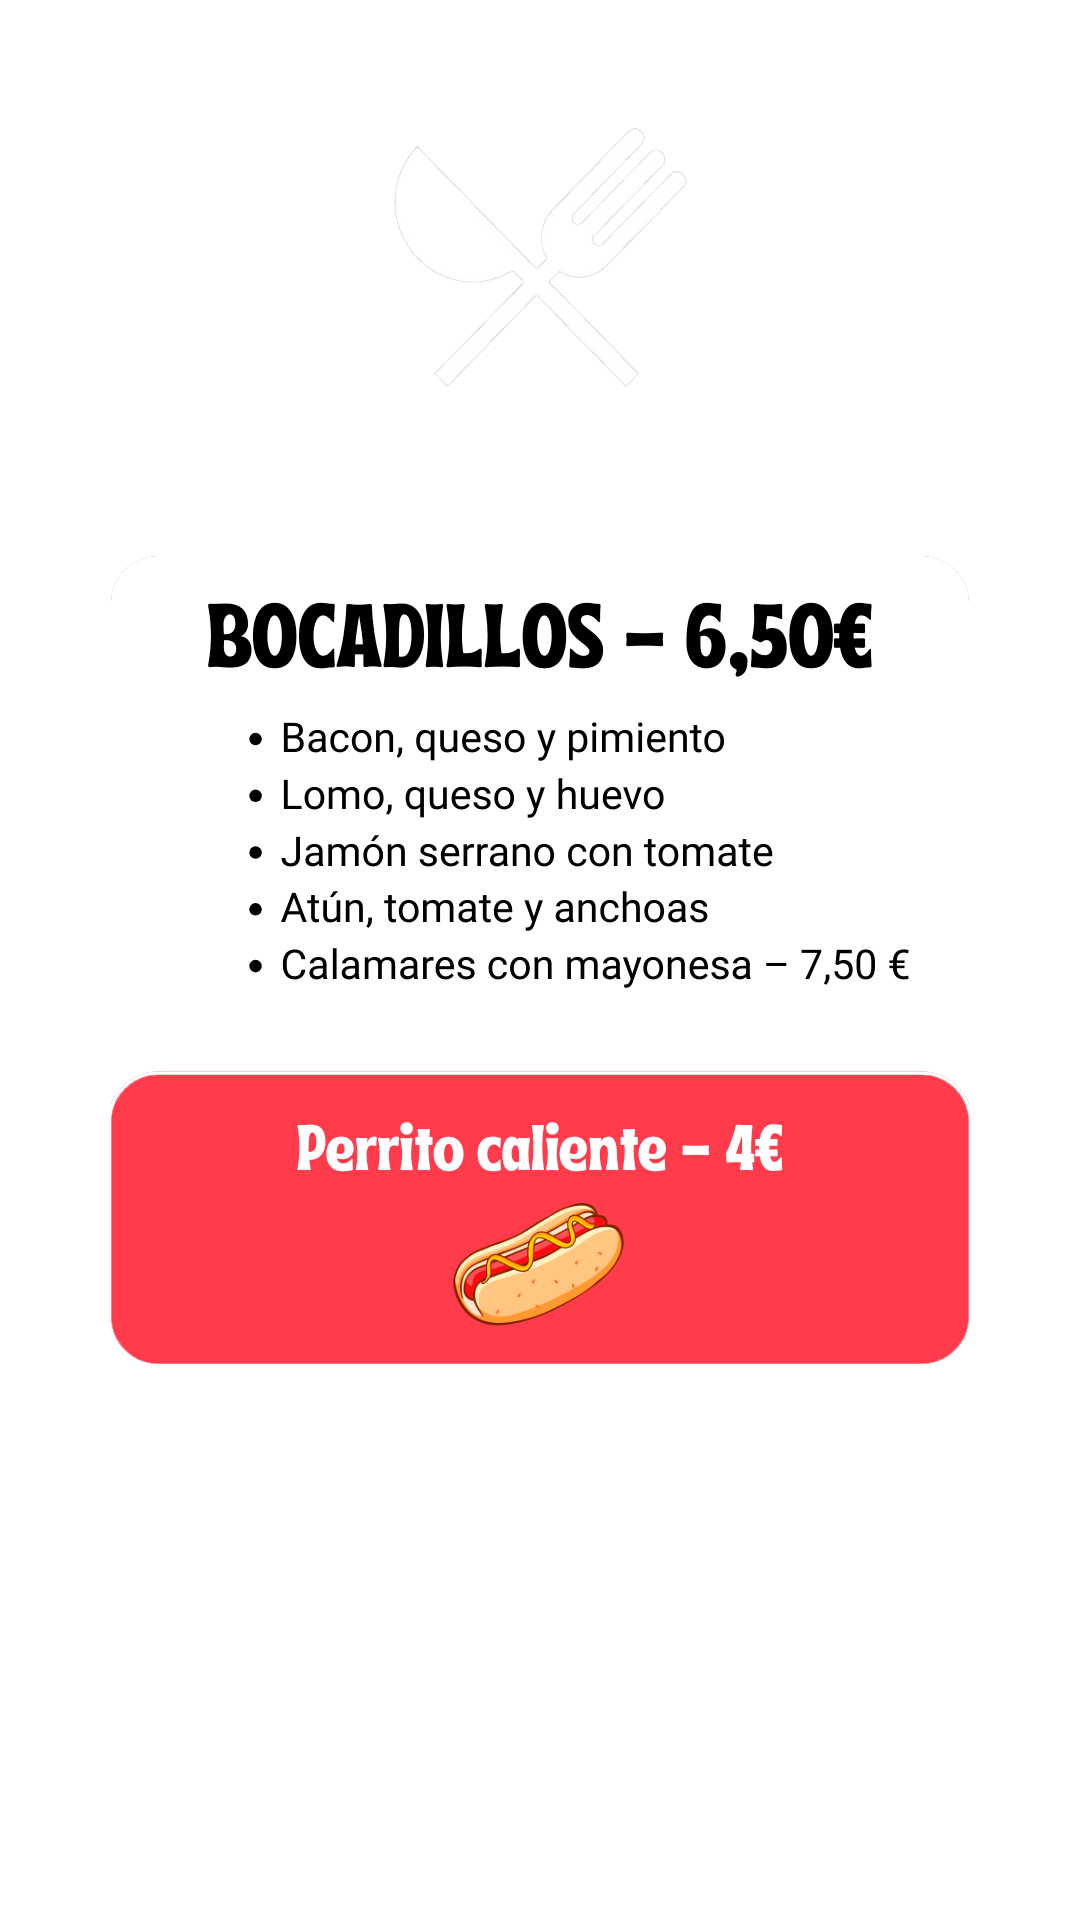 BOCADILLOS – 6,50€
• Bacon, queso y pimiento
• Lomo, queso y huevo
• Jamón serrano con tomate
• Atún, tomate y anchoas
• Calamares con mayonesa – 7,50 €
Perrito caliente – 4€